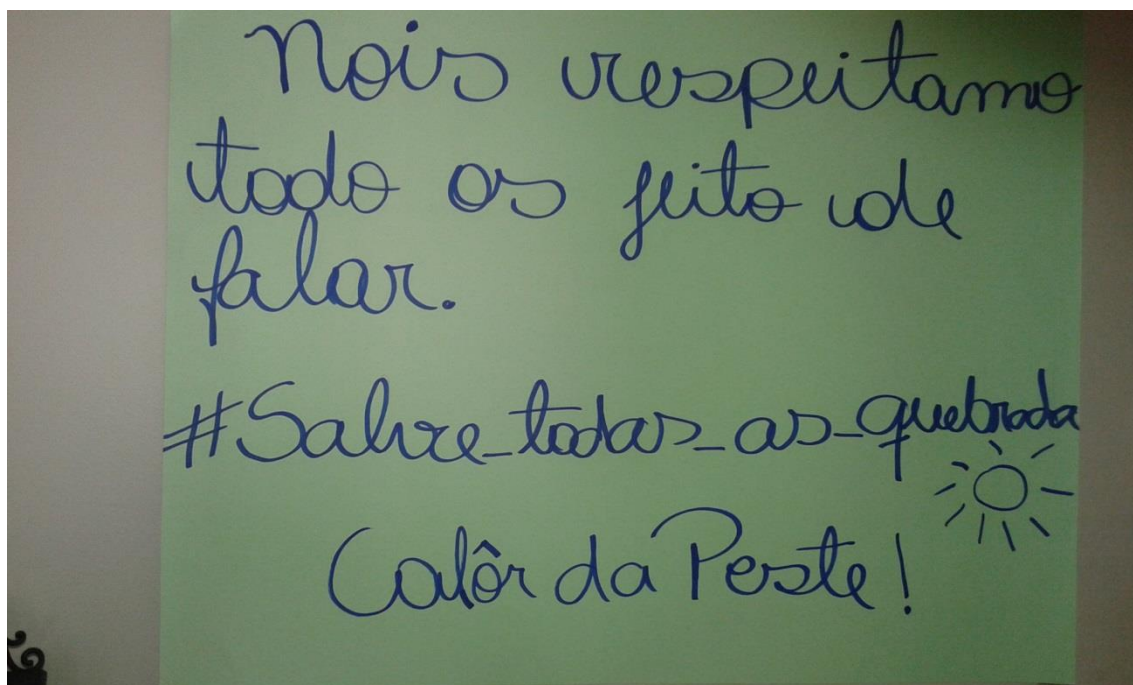 Nois respeitamo
todo os jeito de
falar.
#Salve_todas_as_quebrada
Calôr da Peste!